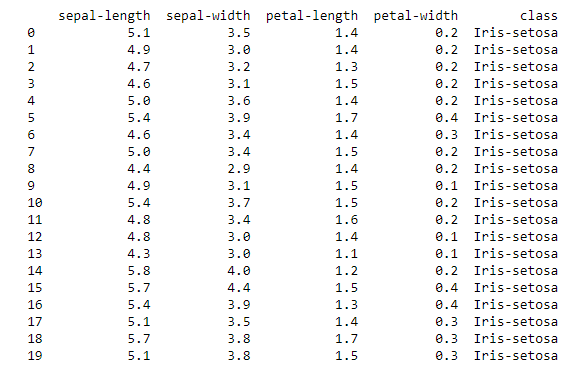 sepal-length sepal-width petal-length petal-width class
0 5.1 3.5 1.4 0.2 Iris-setosa
1 4.9 3.0 1.4 0.2 Iris-setosa
2 4.7 3.2 1.3 0.2 Iris-setosa
3 4.6 3.1 1.5 0.2 Iris-setosa
4 5.0 3.6 1.4 0.2 Iris-setosa
5 5.4 3.9 1.7 0.4 Iris-setosa
6 4.6 3.4 1.4 0.3 Iris-setosa
7 5.0 3.4 1.5 0.2 Iris-setosa
8 4.4 2.9 1.4 0.2 Iris-setosa
9 4.9 3.1 1.5 0.1 Iris-setosa
10 5.4 3.7 1.5 0.2 Iris-setosa
11 4.8 3.4 1.6 0.2 Iris-setosa
12 4.8 3.0 1.4 0.1 Iris-setosa
13 4.3 3.0 1.1 0.1 Iris-setosa
14 5.8 4.0 1.2 0.2 Iris-setosa
15 5.7 4.4 1.5 0.4 Iris-setosa
16 5.4 3.9 1.3 0.4 Iris-setosa
17 5.1 3.5 1.4 0.3 Iris-setosa
18 5.7 3.8 1.7 0.3 Iris-setosa
19 5.1 3.8 1.5 0.3 Iris-setosa